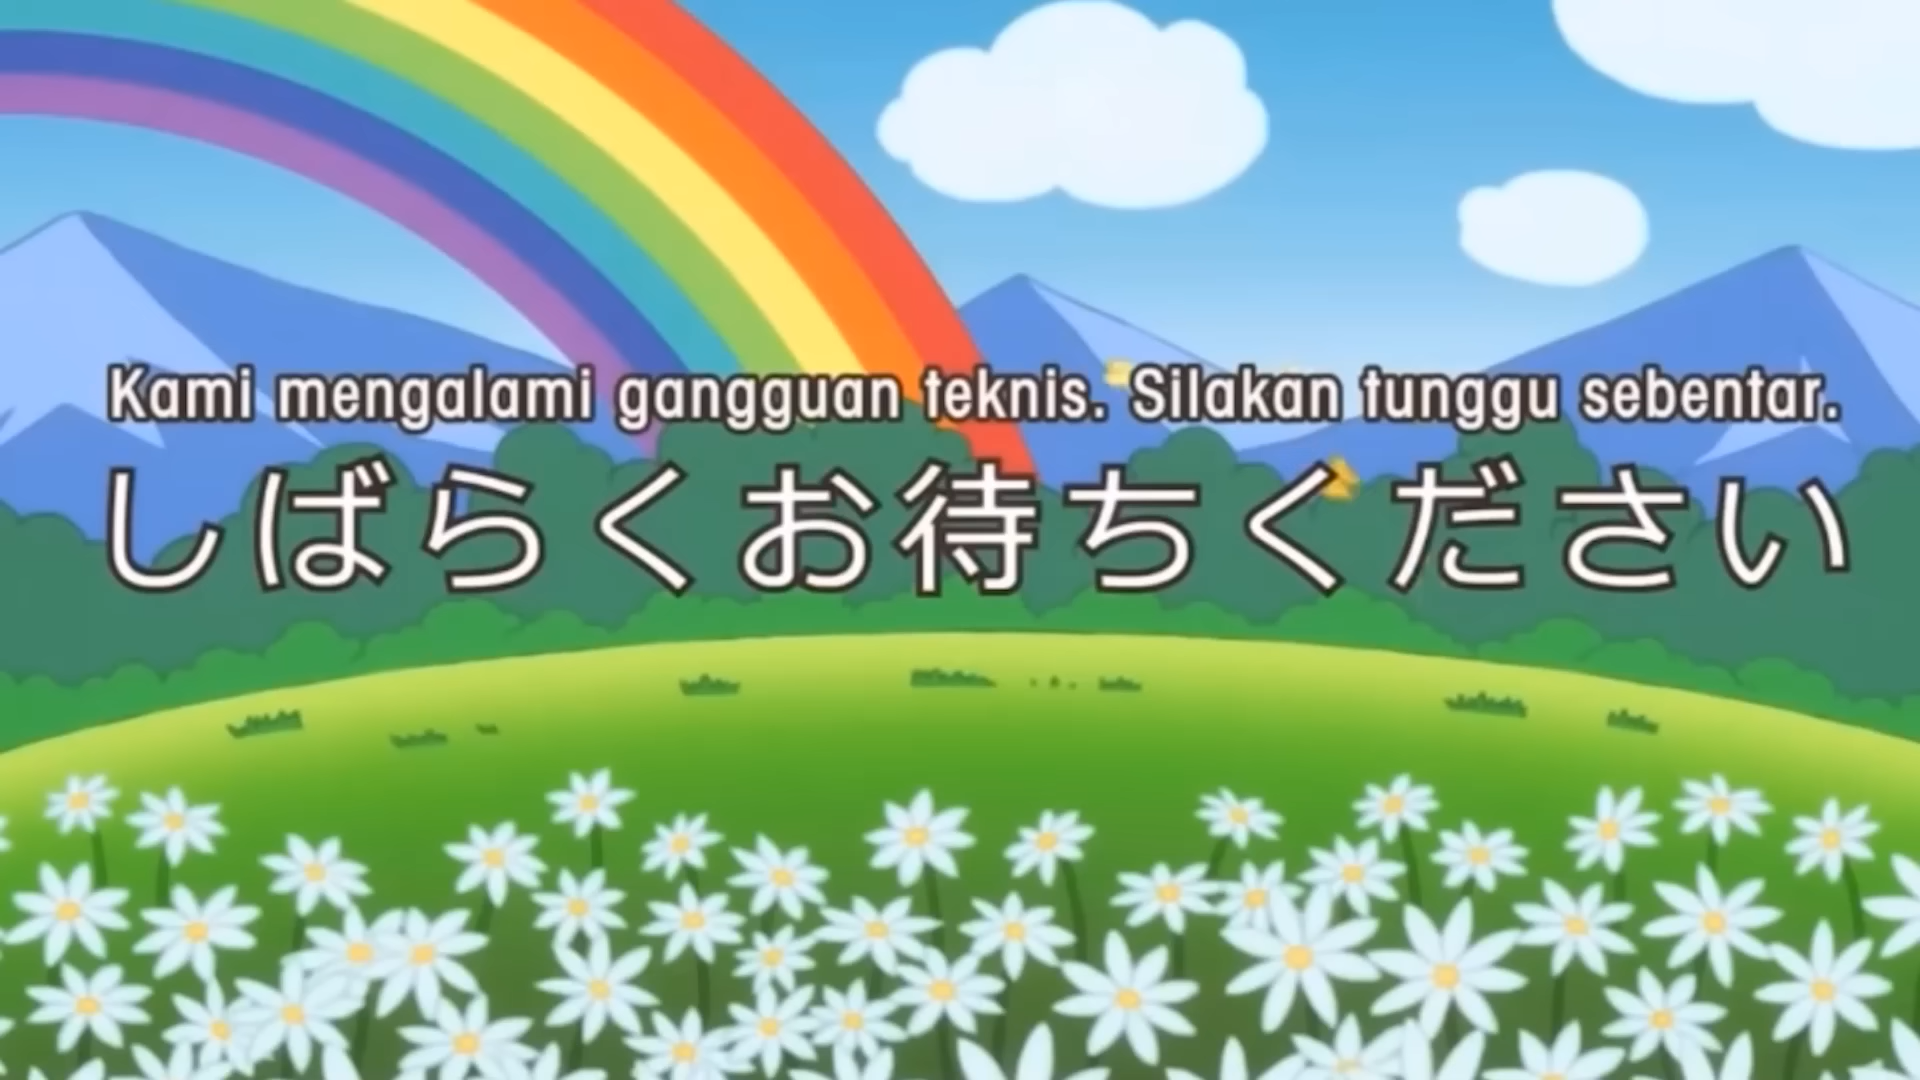 Kami mengalami gangguan teknis. Silakan tunggu sebentar.
しばらくお待ちください